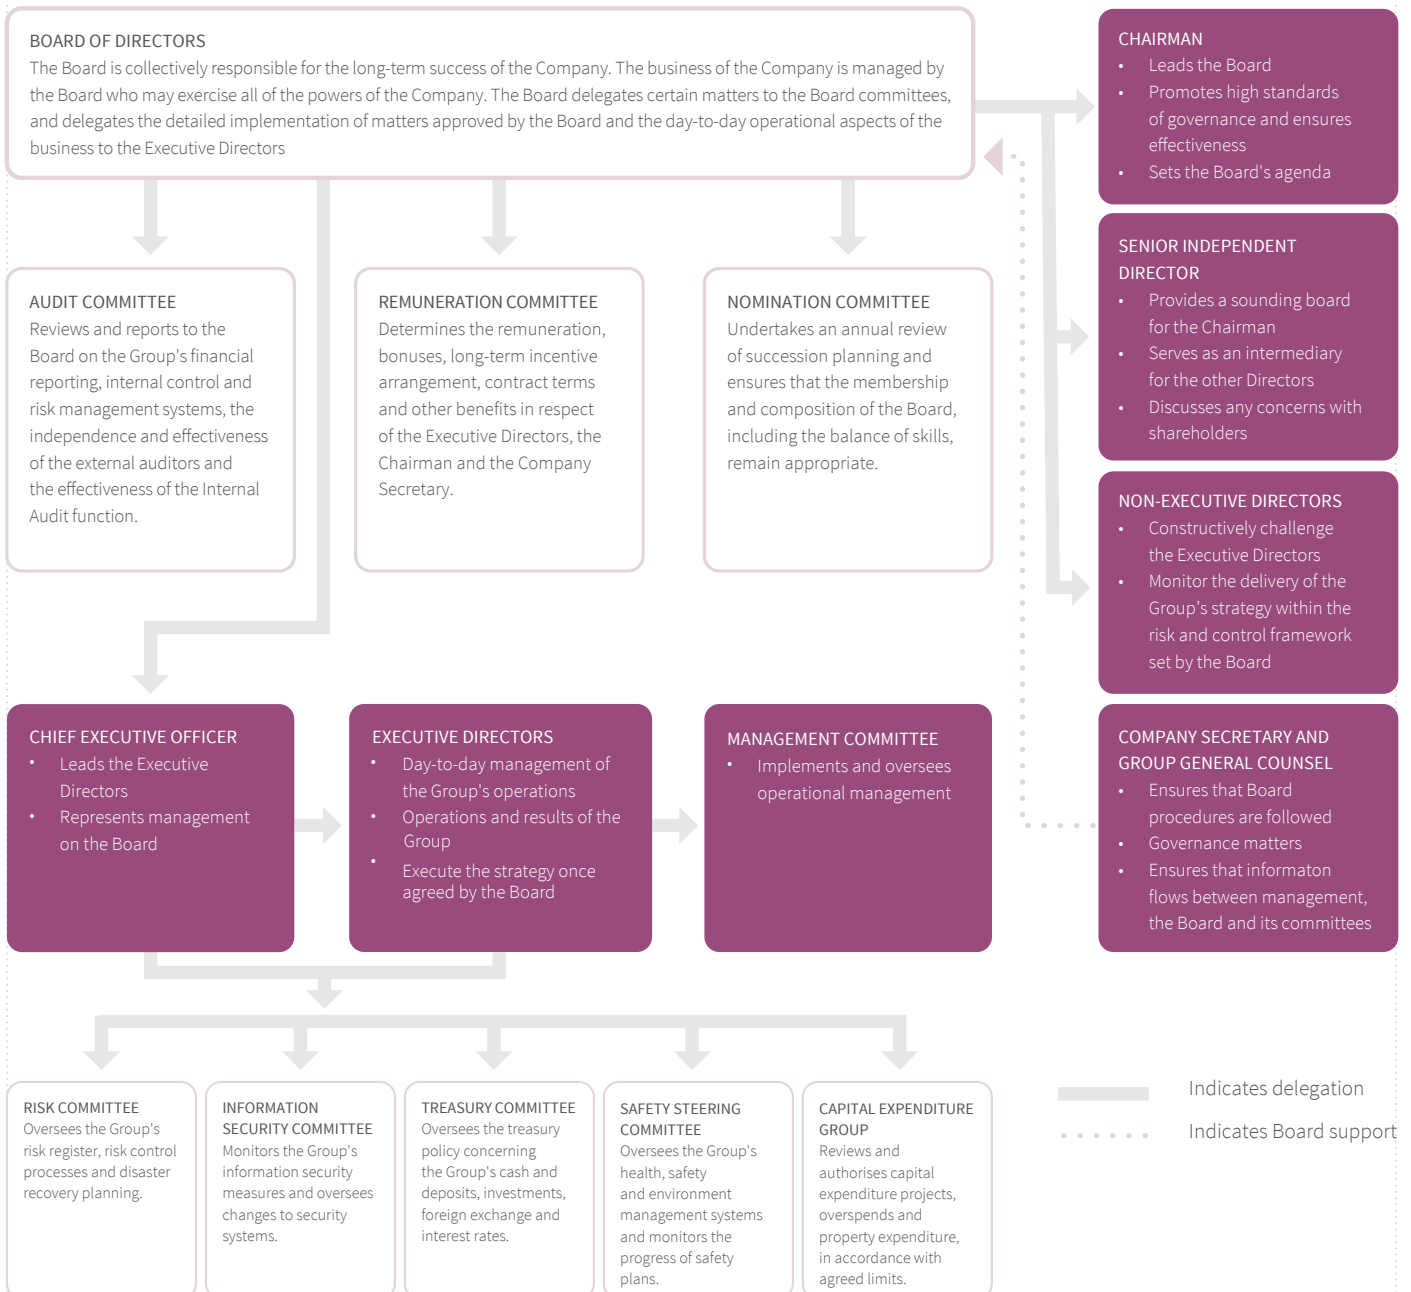 BOARD OF DIRECTORS
The Board is collectively responsible for the long-term success of the Company. The business of the Company is managed by
the Board who may exercise all of the powers of the Company. The Board delegates certain matters to the Board committees,
and delegates the detailed implementation of matters approved by the Board and the day-to-day operational aspects of the
business to the Executive Directors
CHAIRMAN
• Leads the Board
• Promotes high standards
of governance and ensures
effectiveness
• Sets the Board's agenda
SENIOR INDEPENDENT
DIRECTOR
• Provides a sounding board
for the Chairman
• Serves as an intermediary
for the other Directors
• Discusses any concerns with
shareholders
AUDIT COMMITTEE
Reviews and reports to the
Board on the Group's financial
reporting, internal control and
risk management systems, the
independence and effectiveness
of the external auditors and
the effectiveness of the Internal
Audit function.
REMUNERATION COMMITTEE
Determines the remuneration,
bonuses, long-term incentive
arrangement, contract terms
and other benefits in respect
of the Executive Directors, the
Chairman and the Company
Secretary.
NOMINATION COMMITTEE
Undertakes an annual review
of succession planning and
ensures that the membership
and composition of the Board,
including the balance of skills,
remain appropriate.
NON-EXECUTIVE DIRECTORS
• Constructively challenge
the Executive Directors
• Monitor the delivery of the
Group’s strategy within the
risk and control framework
set by the Board
CHIEF EXECUTIVE OFFICER
• Leads the Executive
Directors
• Represents management
on the Board
EXECUTIVE DIRECTORS
• Day-to-day management of
the Group's operations
• Operations and results of the
Group
• Execute the strategy once
agreed by the Board
MANAGEMENT COMMITTEE
• Implements and oversees
operational management
COMPANY SECRETARY AND
GROUP GENERAL COUNSEL
• Ensures that Board
procedures are followed
• Governance matters
• Ensures that informaton
flows between management,
the Board and its committees
RISK COMMITTEE
Oversees the Group's
risk register, risk control
processes and disaster
recovery planning.
INFORMATION
SECURITY COMMITTEE
Monitors the Group's
information security
measures and oversees
changes to security
systems.
TREASURY COMMITTEE
Oversees the treasury
policy concerning
the Group's cash and
deposits, investments,
foreign exchange and
interest rates.
SAFETY STEERING
COMMITTEE
Oversees the Group's
health, safety
and environment
management systems
and monitors the
progress of safety
plans.
CAPITAL EXPENDITURE
GROUP
Reviews and
authorises capital
expenditure projects,
overspends and
property expenditure,
in accordance with
agreed limits.
Indicates delegation
Indicates Board support